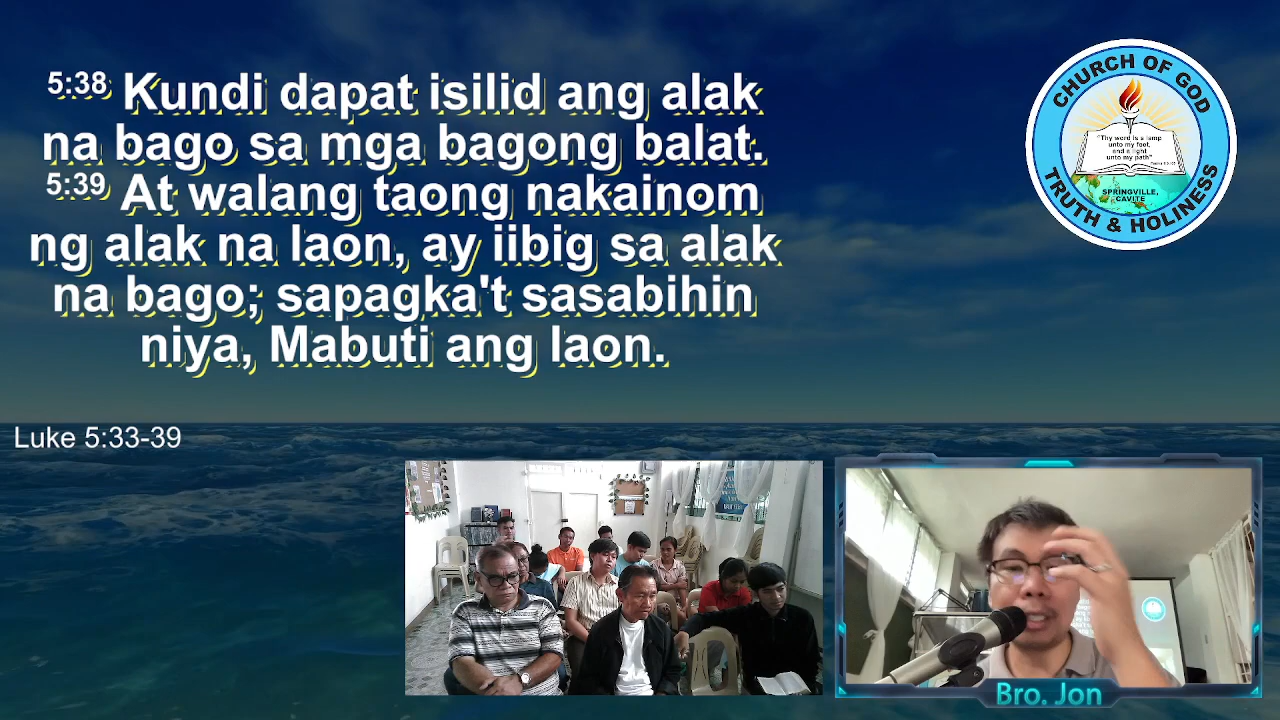 5:38 Kundi dapat isilid ang alak
na bago sa mga bagong balat.
5:39 At walang taong nakainom
ng alak na laon, ay iibig sa alak
na bago; sapagka't sasabihin
niya, Mabuti ang laon.
Luke 5:33-39
CHURCH OF GOD
"Thy word is a lamp
unto my feet,
and a light
unto my path"
SPRINGVILLE,
CAVITE
TRUTH & HOLINESS
Bro. Jon